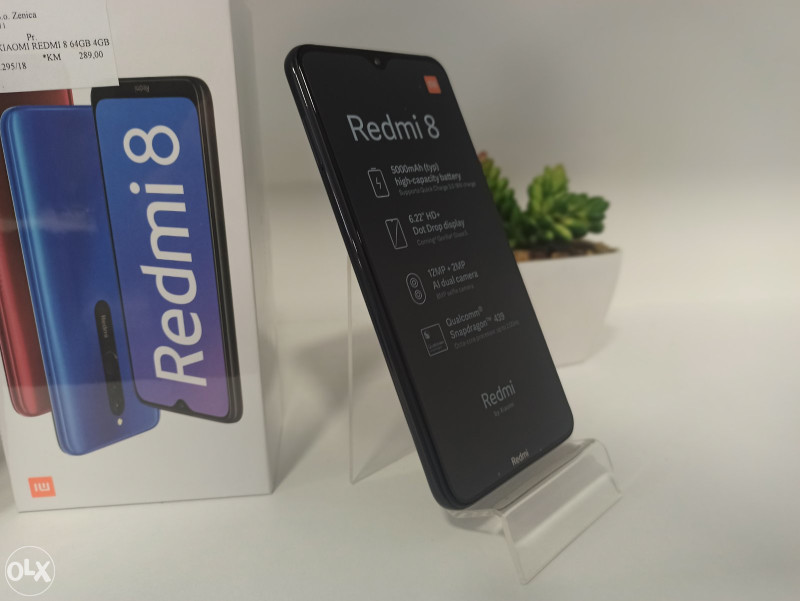 .o. Zenica
Pr.
XIAOMI REDMI 8 64GB 4GB
*KM 289,00
.295/18
Redmi 8
Redmi 8
5000mAh (typ)
high-capacity battery
6.22" HD+
Dot Drop display
12MP + 2MP
AI dual camera
Qualcomm®
Snapdragon™ 439
Redmi
by Xiaomi
Redmi
OLX